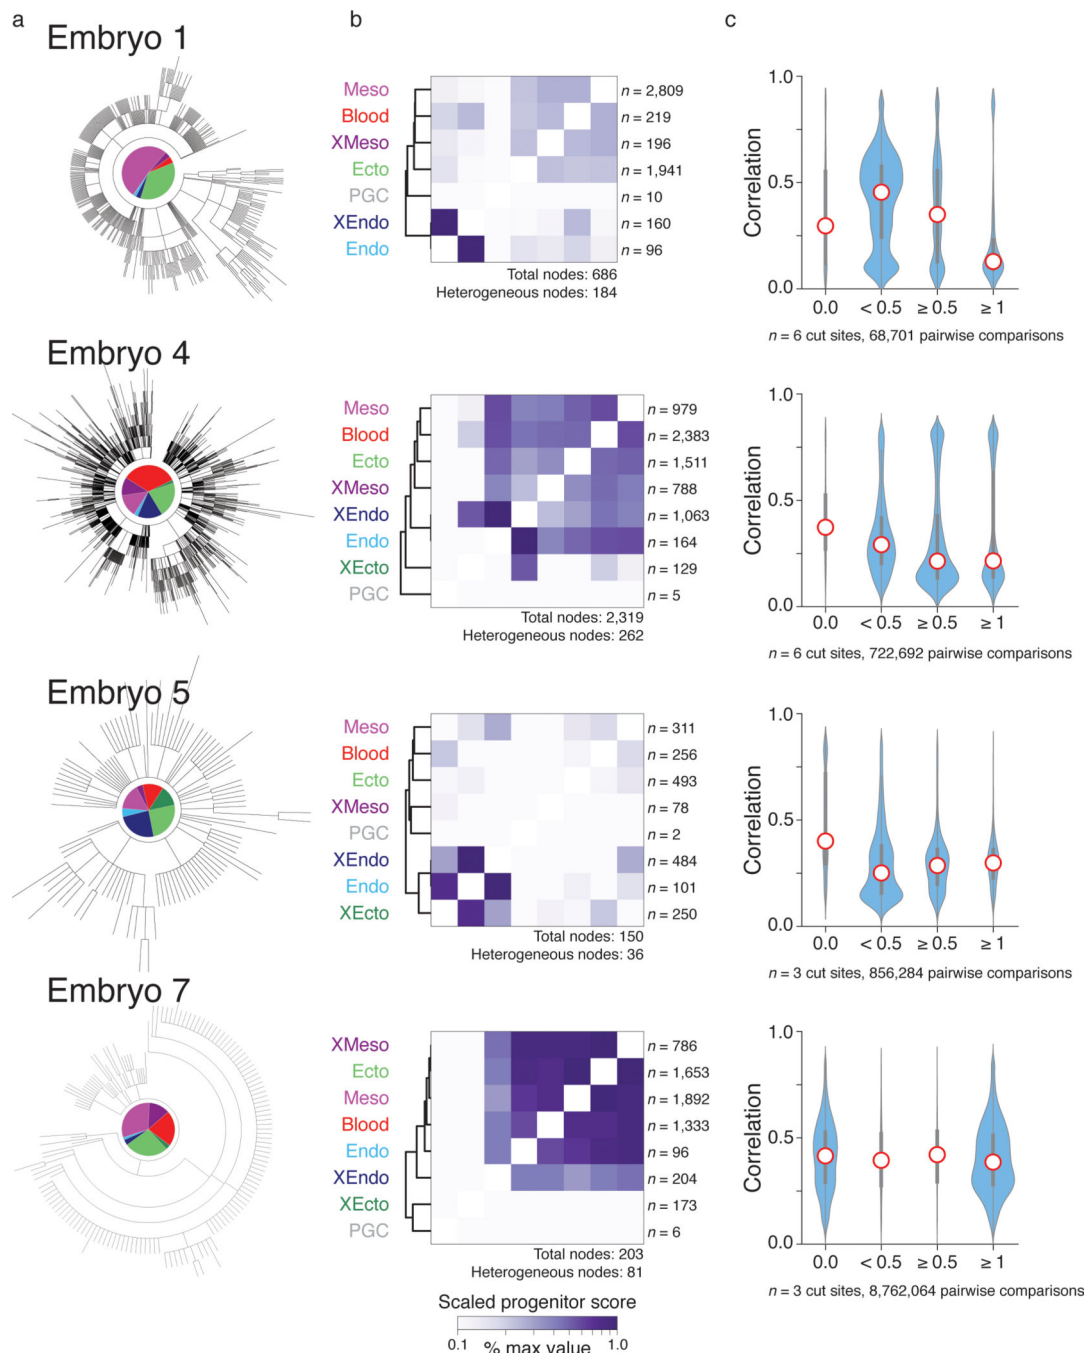 a
b
c
Embryo 1
Meso
n = 2,809
Blood
n = 219
XMeso
n = 196
Ecto
n = 1,941
PGC
n = 10
XEndo
n = 160
Endo
n = 96
Total nodes: 686
Heterogeneous nodes: 184
Correlation
1.0
0.5
0.0
0.0
< 0.5
≥ 0.5
≥ 1
n = 6 cut sites, 68,701 pairwise comparisons
Embryo 4
Meso
n = 979
Blood
n = 2,383
Ecto
n = 1,511
XMeso
n = 788
XEndo
n = 1,063
Endo
n = 164
XEcto
n = 129
PGC
n = 5
Total nodes: 2,319
Heterogeneous nodes: 262
Correlation
1.0
0.5
0.0
0.0
< 0.5
≥ 0.5
≥ 1
n = 6 cut sites, 722,692 pairwise comparisons
Embryo 5
Meso
n = 311
Blood
n = 256
Ecto
n = 493
XMeso
n = 78
PGC
n = 2
XEndo
n = 484
Endo
n = 101
XEcto
n = 250
Total nodes: 150
Heterogeneous nodes: 36
Correlation
1.0
0.5
0.0
0.0
< 0.5
≥ 0.5
≥ 1
n = 3 cut sites, 856,284 pairwise comparisons
Embryo 7
XMeso
n = 786
Ecto
n = 1,653
Meso
n = 1,892
Blood
n = 1,333
Endo
n = 96
XEndo
n = 204
XEcto
n = 173
PGC
n = 6
Total nodes: 203
Heterogeneous nodes: 81
Correlation
1.0
0.5
0.0
0.0
< 0.5
≥ 0.5
≥ 1
n = 3 cut sites, 8,762,064 pairwise comparisons
Scaled progenitor score
0.1
% max value
1.0